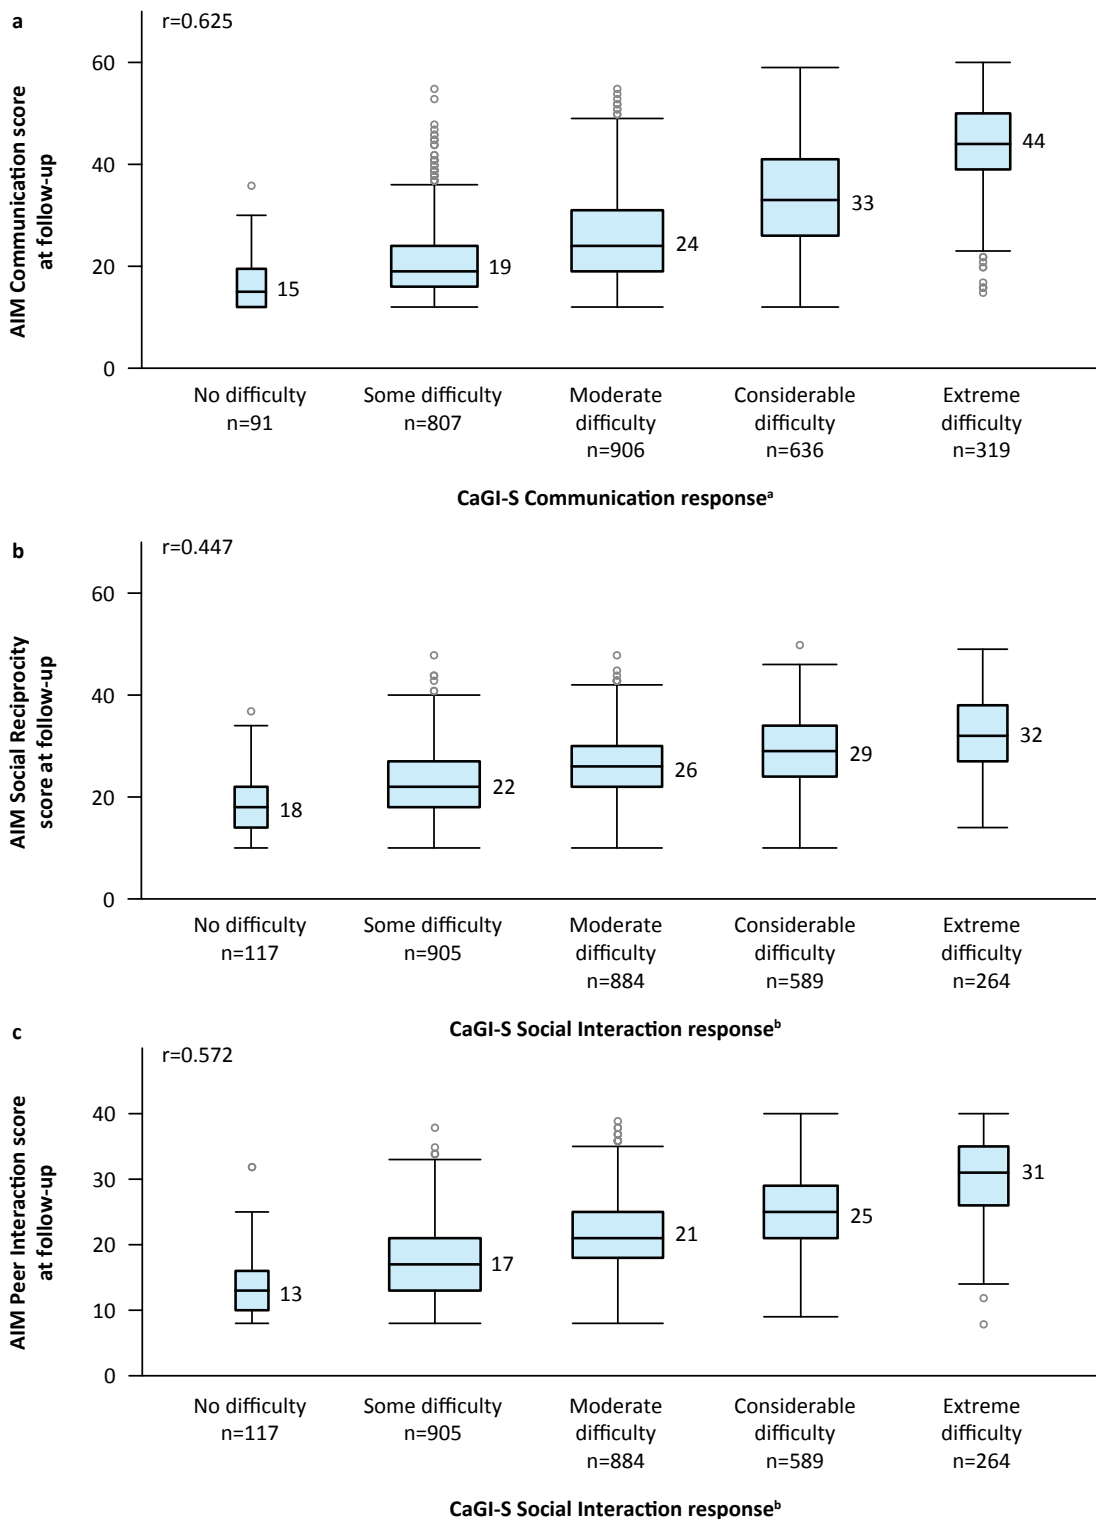 a
r=0.625
AIM Communication score
at follow-up
60
40
20
0
15
19
24
33
44
No difficulty
n=91
Some difficulty
n=807
Moderate
difficulty
n=906
Considerable
difficulty
n=636
Extreme
difficulty
n=319
CaGI-S Communication responseᵃ
b
r=0.447
AIM Social Reciprocity
score at follow-up
60
40
20
0
18
22
26
29
32
No difficulty
n=117
Some difficulty
n=905
Moderate
difficulty
n=884
Considerable
difficulty
n=589
Extreme
difficulty
n=264
CaGI-S Social Interaction responseᵇ
c
r=0.572
AIM Peer Interaction score
at follow-up
40
30
20
10
0
13
17
21
25
31
No difficulty
n=117
Some difficulty
n=905
Moderate
difficulty
n=884
Considerable
difficulty
n=589
Extreme
difficulty
n=264
CaGI-S Social Interaction responseᵇ